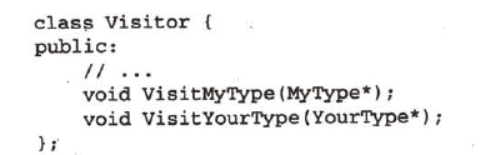 class Visitor {
public:
    // ...
    void VisitMyType(MyType*);
    void VisitYourType(YourType*);
};